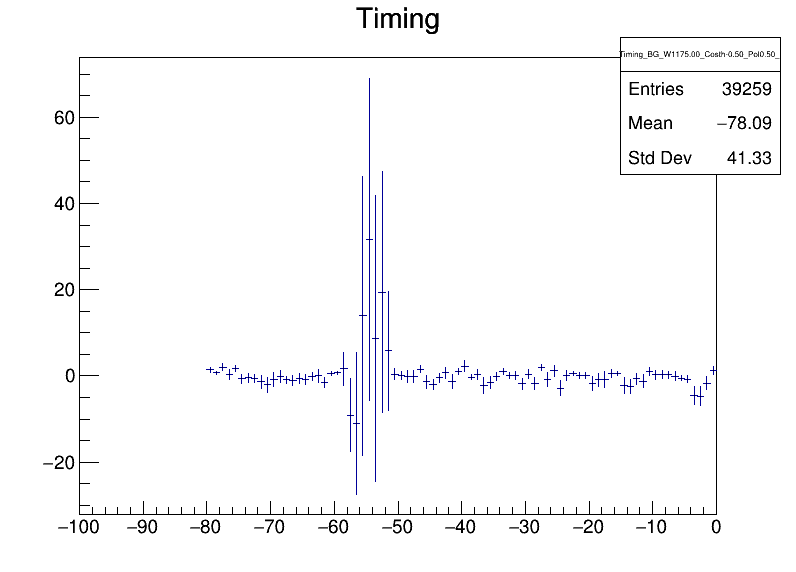 Timing
Timing_BG_W1175.00_Costh-0.50_Pol0.50_
Entries 39259
Mean −78.09
Std Dev 41.33
60
40
20
0
−20
−100 −90 −80 −70 −60 −50 −40 −30 −20 −10 0